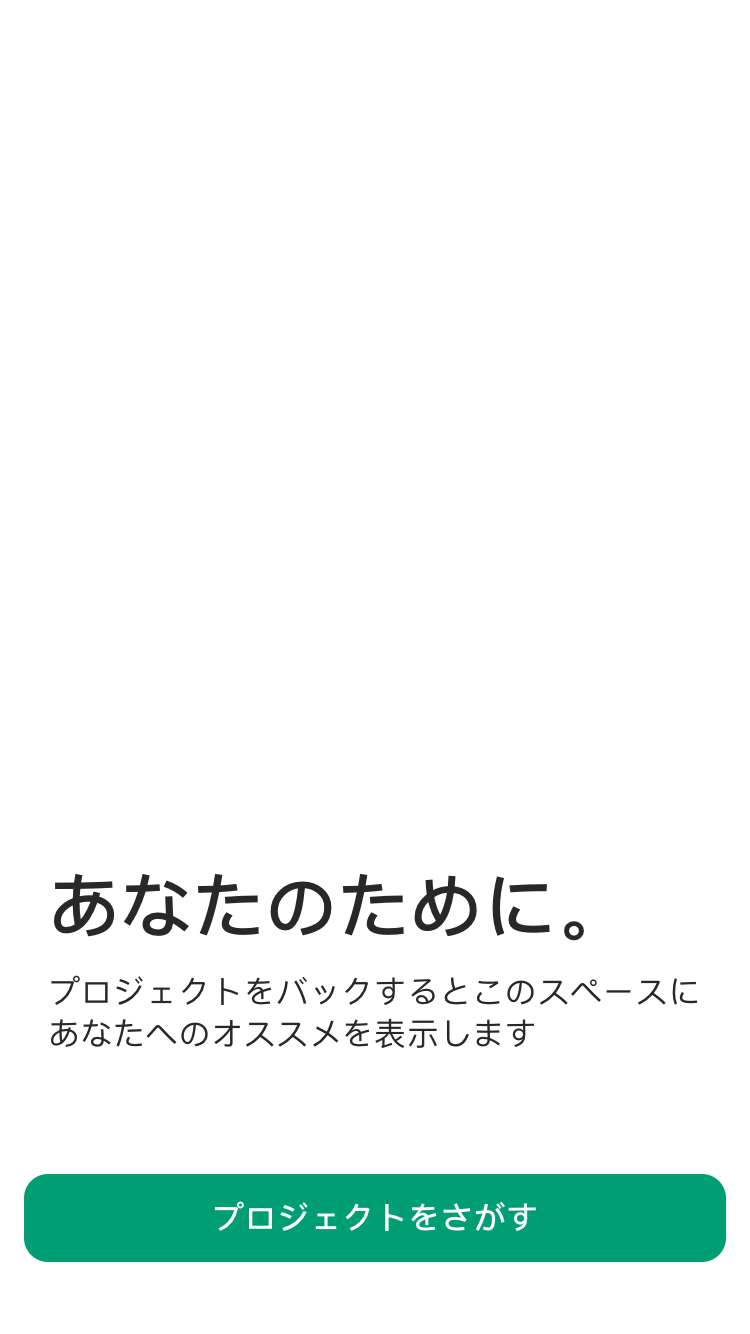 あなたのために。
プロジェクトをバックするとこのスペースに
あなたへのオススメを表示します
プロジェクトをさがす